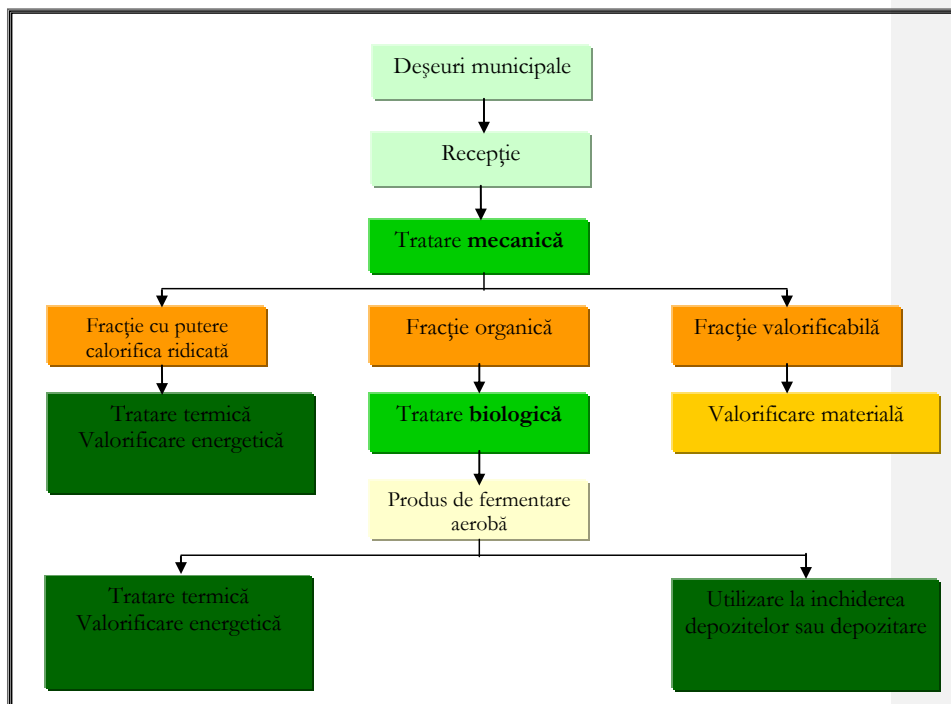 Deşeuri municipale
Recepţie
Tratare mecanică
Fracţie cu putere
calorifica ridicată
Fracţie organică
Fracţie valorificabilă
Tratare termică
Valorificare energetică
Tratare biologică
Valorificare materială
Produs de fermentare
aerobă
Tratare termică
Valorificare energetică
Utilizare la inchiderea
depozitelor sau depozitare